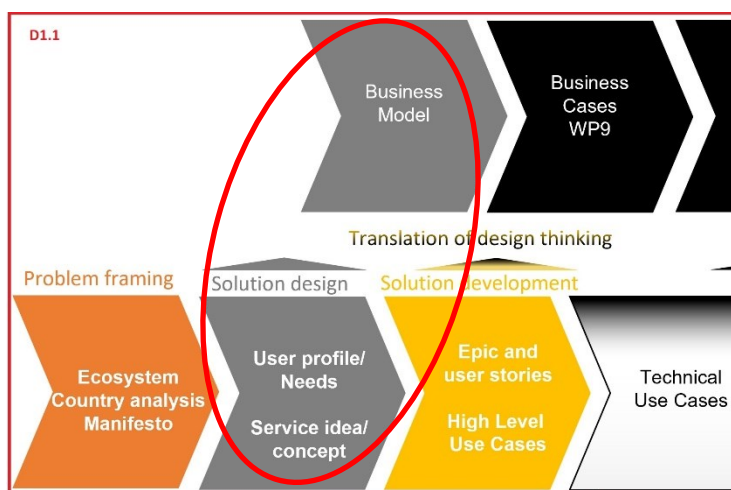 D1.1
Business
Model
Business
Cases
WP9
Translation of design thinking
Problem framing
Solution design
Solution development
Ecosystem
Country analysis
Manifesto
User profile/
Needs
Service idea/
concept
Epic and
user stories
High Level
Use Cases
Technical
Use Cases